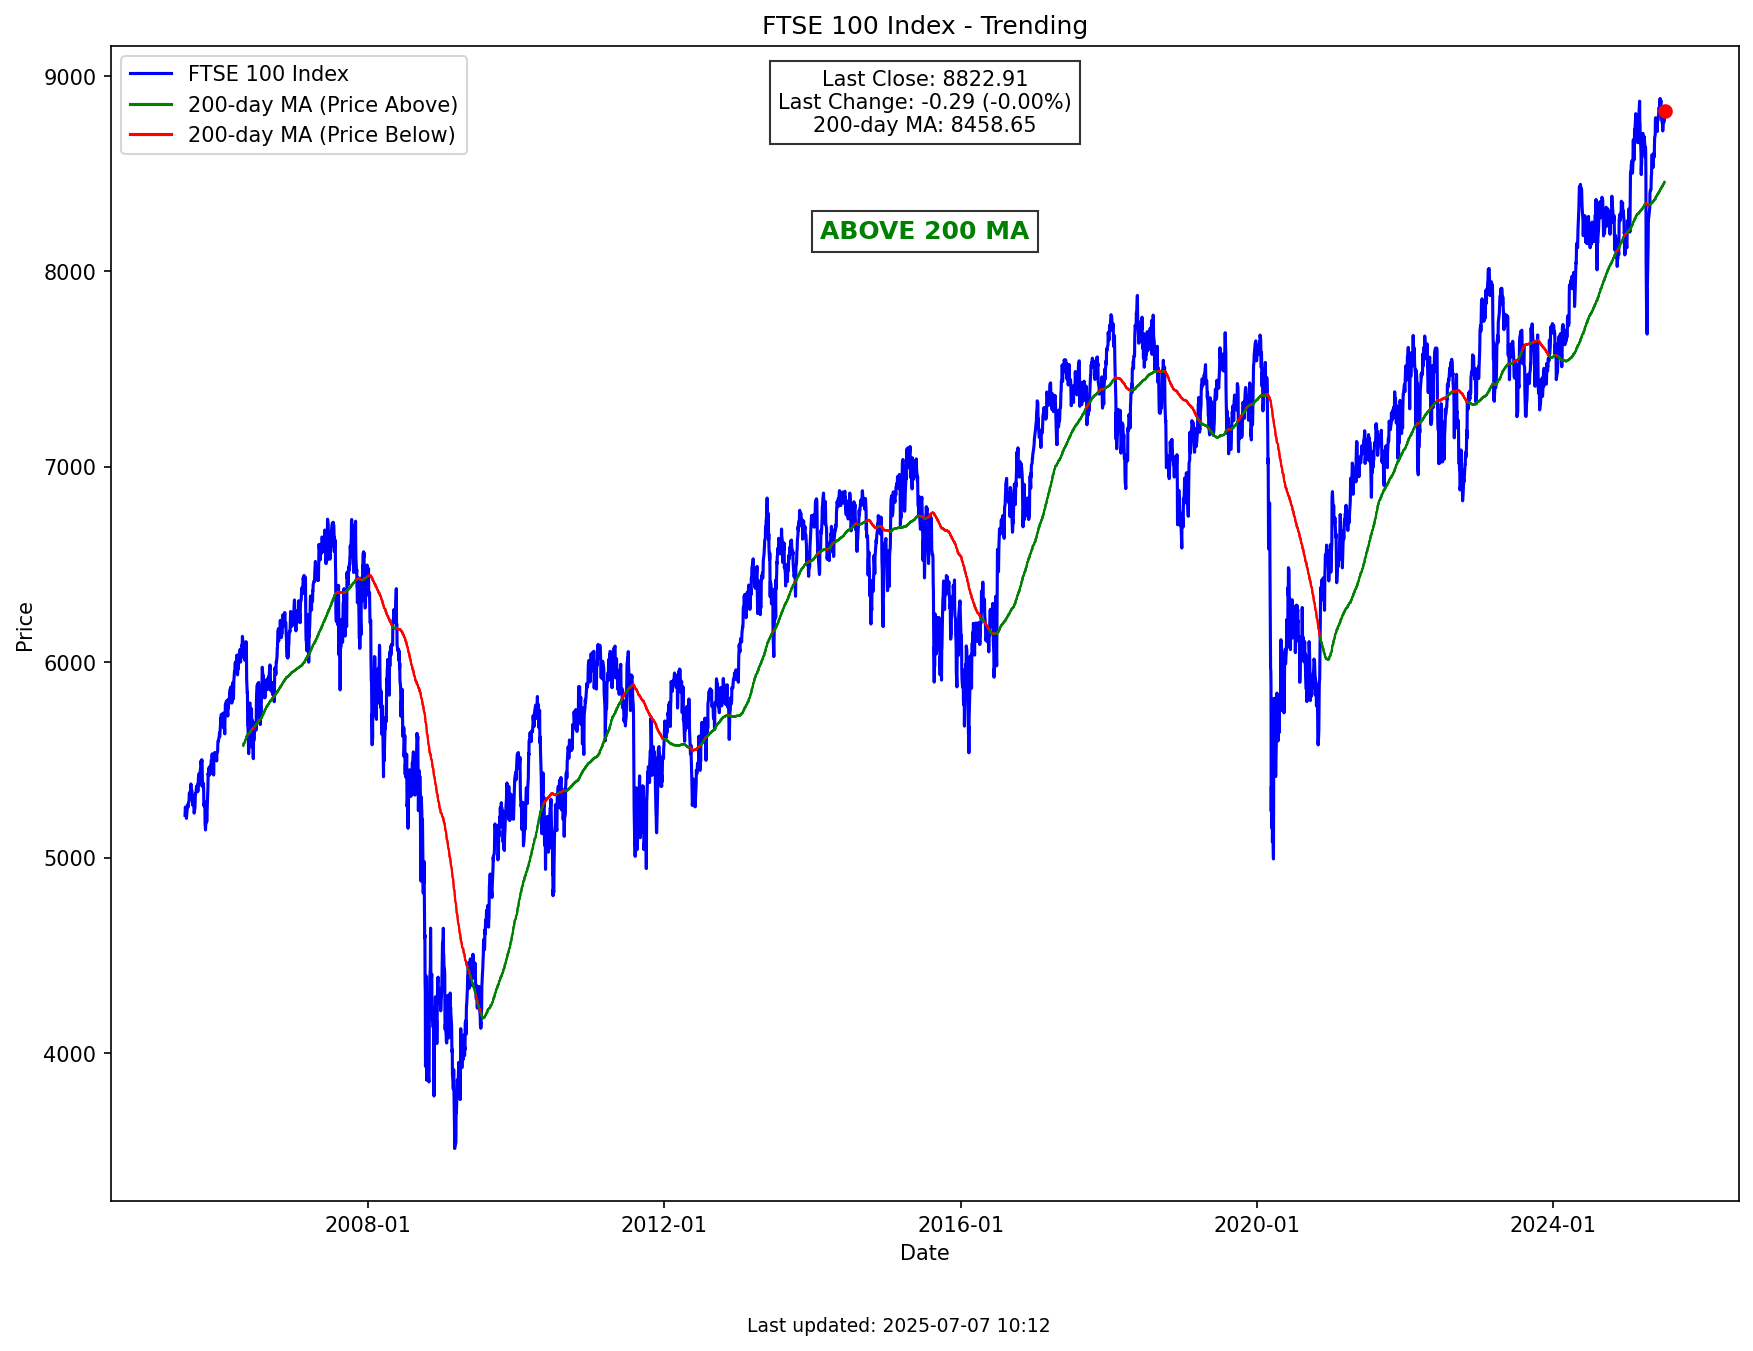 FTSE 100 Index - Trending
FTSE 100 Index
200-day MA (Price Above)
200-day MA (Price Below)
Last Close: 8822.91
Last Change: -0.29 (-0.00%)
200-day MA: 8458.65
ABOVE 200 MA
9000
8000
7000
6000
5000
4000
Price
2008-01
2012-01
2016-01
2020-01
2024-01
Date
Last updated: 2025-07-07 10:12